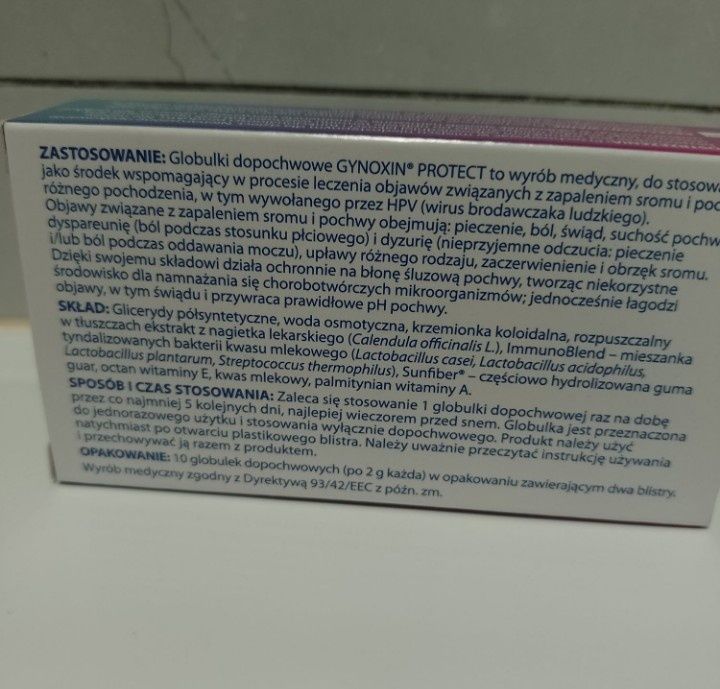 ZASTOSOWANIE: Globulki dopochwowe GYNOXIN® PROTECT to wyrób medyczny, do stosowa
jako środek wspomagający w procesie leczenia objawów związanych z zapaleniem sromu i poc
różnego pochodzenia, w tym wywołanego przez HPV (wirus brodawczaka ludzkiego).
Objawy związane z zapaleniem sromu i pochwy obejmują: pieczenie, ból, świąd, suchość pochw
dyspareunię (ból podczas stosunku płciowego) i dyzurię (nieprzyjemne odczucia: pieczenie
i/lub ból podczas oddawania moczu), upławy różnego rodzaju, zaczerwienienie i obrzęk sromu.
Dzięki swojemu składowi działa ochronnie na błonę śluzową pochwy, tworząc niekorzystne
środowisko dla namnażania się chorobotwórczych mikroorganizmów; jednocześnie łagodzi
objawy, w tym świądu i przywraca prawidłowe pH pochwy.
SKŁAD: Glicerydy półsyntetyczne, woda osmotyczna, krzemionka koloidalna, rozpuszczalny
w tłuszczach ekstrakt z nagietka lekarskiego (Calendula officinalis L.), ImmunoBlend – mieszanka
tyndalizowanych bakterii kwasu mlekowego (Lactobacillus casei, Lactobacillus acidophilus,
Lactobacillus plantarum, Streptococcus thermophilus), Sunfiber® – częściowo hydrolizowana guma
guar, octan witaminy E, kwas mlekowy, palmitynian witaminy A.
SPOSÓB I CZAS STOSOWANIA: Zaleca się stosowanie 1 globulki dopochwowej raz na dobę
przez co najmniej 5 kolejnych dni, najlepiej wieczorem przed snem. Globulka jest przeznaczona
do jednorazowego użytku i stosowania wyłącznie dopochwowego. Produkt należy użyć
natychmiast po otwarciu plastikowego blistra. Należy uważnie przeczytać instrukcję używania
i przechowywać ją razem z produktem.
OPAKOWANIE: 10 globulek dopochwowych (po 2 g każda) w opakowaniu zawierającym dwa blistry.
Wyrób medyczny zgodny z Dyrektywą 93/42/EEC z późn. zm.